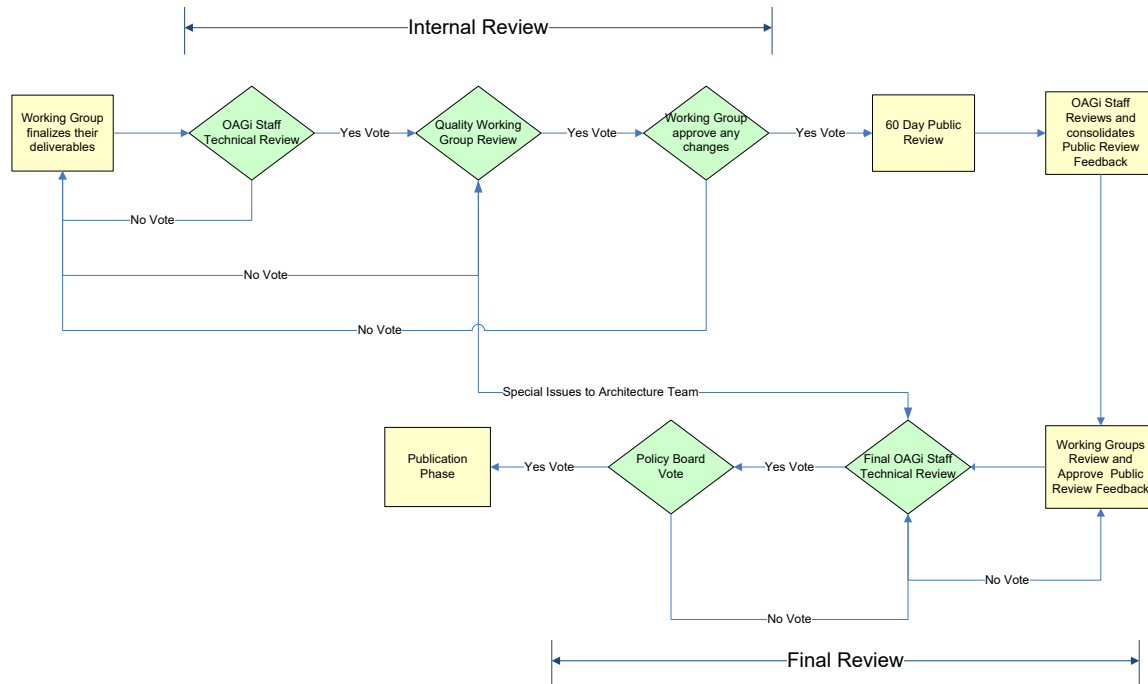 Internal Review
Working Group
finalizes their
deliverables
OAGi Staff
Technical Review
Yes Vote
Quality Working
Group Review
Yes Vote
Working Group
approve any
changes
Yes Vote
60 Day Public
Review
OAGi Staff
Reviews and
consolidates
Public Review
Feedback
No Vote
No Vote
No Vote
Special Issues to Architecture Team
Publication
Phase
Yes Vote
Policy Board
Vote
Yes Vote
Final OAGi Staff
Technical Review
Working Groups
Review and
Approve Public
Review Feedback
No Vote
No Vote
Final Review